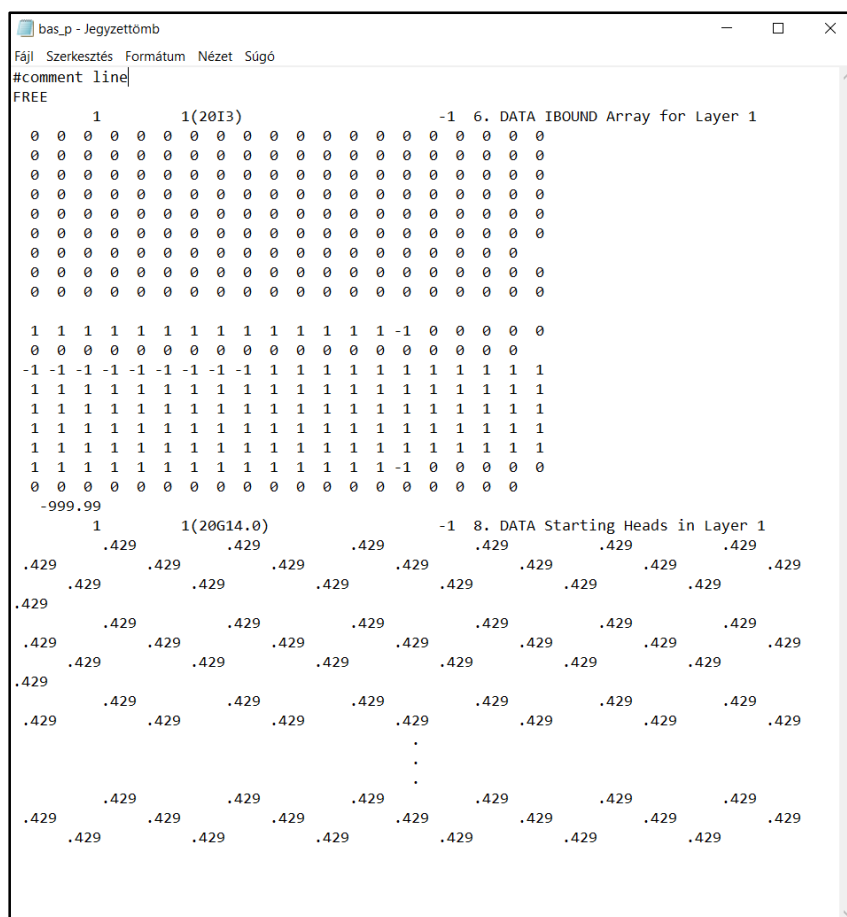 bas_p - Jegyzettömb
Fájl Szerkesztés Formátum Nézet Súgó
#comment line
FREE
1 1(20I3) -1 6. DATA IBOUND Array for Layer 1
0 0 0 0 0 0 0 0 0 0 0 0 0 0 0 0 0 0 0 0
0 0 0 0 0 0 0 0 0 0 0 0 0 0 0 0 0 0 0 0
0 0 0 0 0 0 0 0 0 0 0 0 0 0 0 0 0 0 0 0
0 0 0 0 0 0 0 0 0 0 0 0 0 0 0 0 0 0 0 0
0 0 0 0 0 0 0 0 0 0 0 0 0 0 0 0 0 0 0 0
0 0 0 0 0 0 0 0 0 0 0 0 0 0 0 0 0 0 0 0
0 0 0 0 0 0 0 0 0 0 0 0 0 0 0 0 0 0 0
0 0 0 0 0 0 0 0 0 0 0 0 0 0 0 0 0 0 0 0
0 0 0 0 0 0 0 0 0 0 0 0 0 0 0 0 0 0 0 0
1 1 1 1 1 1 1 1 1 1 1 1 1 1 -1 0 0 0 0 0
0 0 0 0 0 0 0 0 0 0 0 0 0 0 0 0 0 0 0
-1 -1 -1 -1 -1 -1 -1 -1 -1 1 1 1 1 1 1 1 1 1 1 1
1 1 1 1 1 1 1 1 1 1 1 1 1 1 1 1 1 1 1 1
1 1 1 1 1 1 1 1 1 1 1 1 1 1 1 1 1 1 1 1
1 1 1 1 1 1 1 1 1 1 1 1 1 1 1 1 1 1 1 1
1 1 1 1 1 1 1 1 1 1 1 1 1 1 1 1 1 1 1 1
1 1 1 1 1 1 1 1 1 1 1 1 1 1 -1 0 0 0 0 0
0 0 0 0 0 0 0 0 0 0 0 0 0 0 0 0 0 0 0
-999.99
1 1(20G14.0) -1 8. DATA Starting Heads in Layer 1
.429 .429 .429 .429 .429 .429
.429 .429 .429 .429 .429 .429 .429
.429 .429 .429 .429 .429 .429
.429
.429 .429 .429 .429 .429 .429
.429 .429 .429 .429 .429 .429 .429
.429 .429 .429 .429 .429 .429
.429
.429 .429 .429 .429 .429 .429
.429 .429 .429 .429 .429 .429 .429
.
.
.
.429 .429 .429 .429 .429 .429
.429 .429 .429 .429 .429 .429 .429
.429 .429 .429 .429 .429 .429